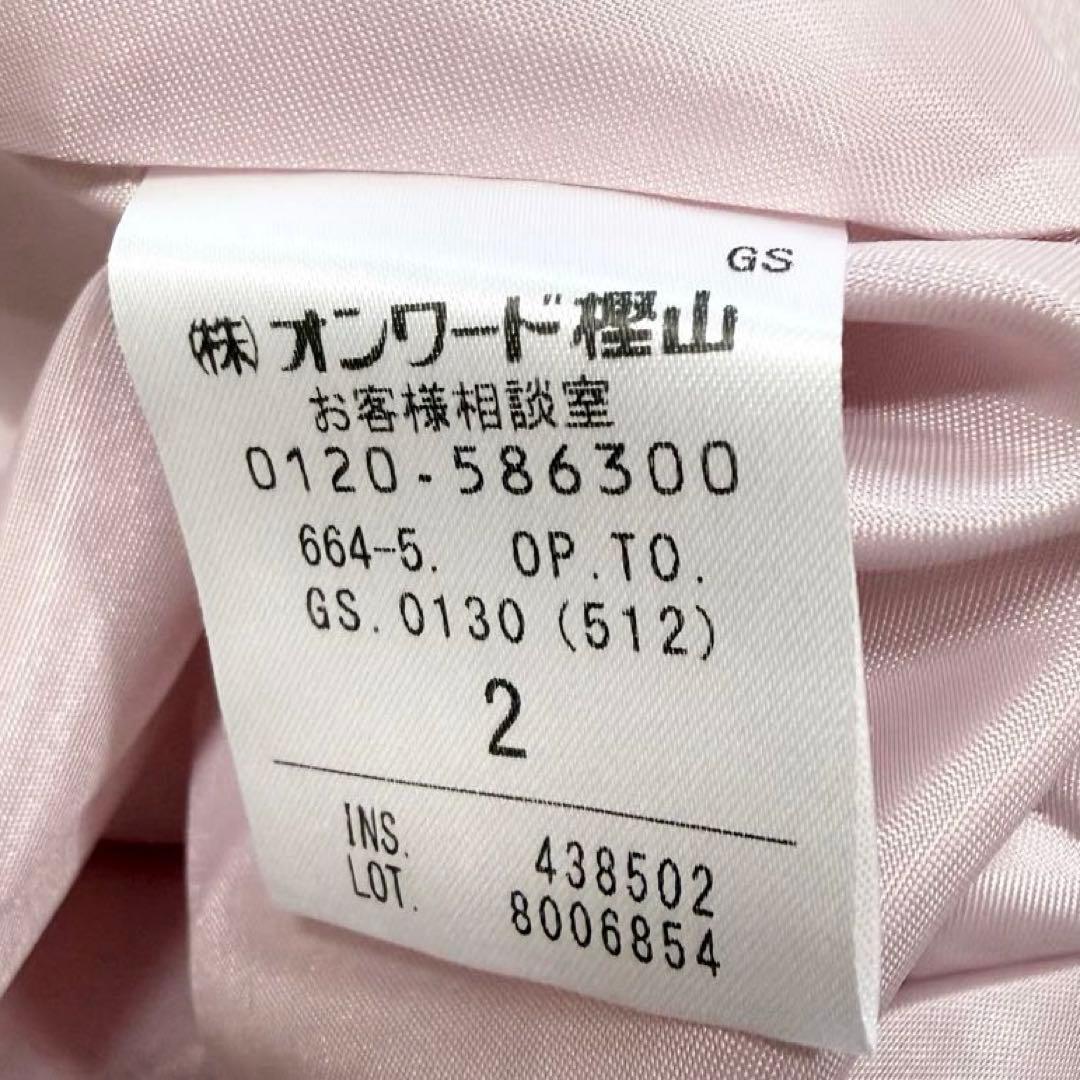 GS
(株)オンワード樫山
お客様相談室
0120-586300
664-5. OP.TO.
GS.0130 (512)
2
INS. 438502
LOT. 8006854